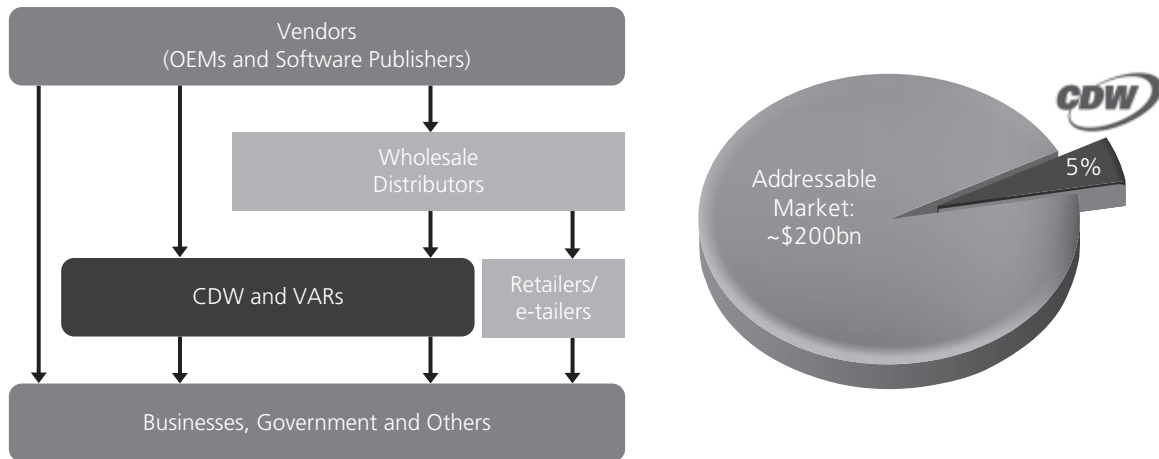 Vendors
(OEMs and Software Publishers)
Wholesale
Distributors
CDW and VARs
Retailers/
e-tailers
Businesses, Government and Others
CDW
5%
Addressable
Market:
~$200bn